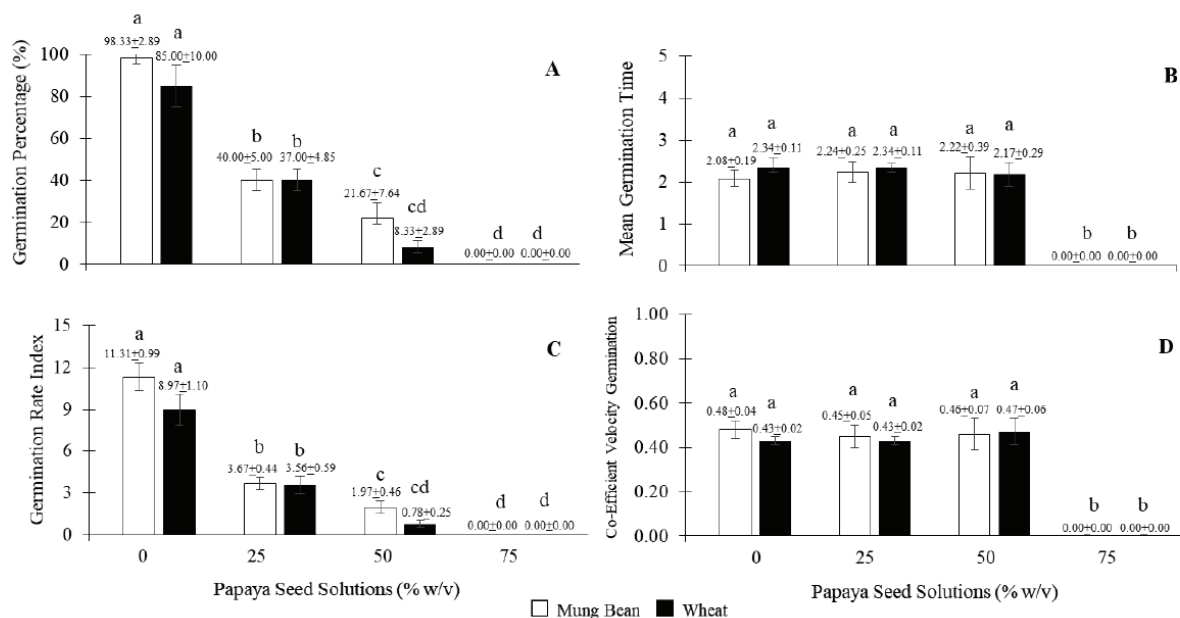 A
Germination Percentage (%)
100
80
60
40
20
0
a
98.33±2.89
a
85.00±10.00
b
40.00±5.00
b
37.00±4.85
c
21.67±7.64
cd
8.33±2.89
d
0.00±0.00
d
0.00±0.00
B
Mean Germination Time
5
4
3
2
1
0
a
2.08±0.19
a
2.34±0.11
a
2.24±0.25
a
2.34±0.11
a
2.22±0.39
a
2.17±0.29
b
0.00±0.00
b
0.00±0.00
C
Germination Rate Index
15
12
9
6
3
0
a
11.31±0.99
a
8.97±1.10
b
3.67±0.44
b
3.56±0.59
c
1.97±0.46
cd
0.78±0.25
d
0.00±0.00
d
0.00±0.00
0 25 50 75
Papaya Seed Solutions (% w/v)
D
Co-Efficient Velocity Germination
1.00
0.80
0.60
0.40
0.20
0.00
a
0.48±0.04
a
0.43±0.02
a
0.45±0.05
a
0.43±0.02
a
0.46±0.07
a
0.47±0.06
b
0.00±0.00
b
0.00±0.00
0 25 50 75
Papaya Seed Solutions (% w/v)
Mung Bean Wheat